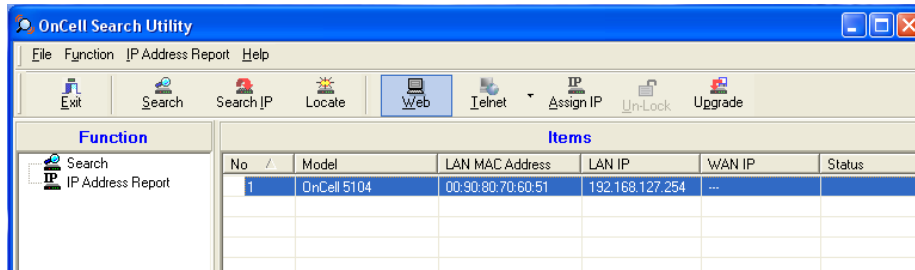 OnCell Search Utility
File Function IP Address Report Help
Exit Search Search IP Locate Web Telnet Assign IP Un-Lock Upgrade
Function Items
Search
IP Address Report
No Model LAN MAC Address LAN IP WAN IP Status
1 OnCell 5104 00:90:80:70:60:51 192.168.127.254 ---